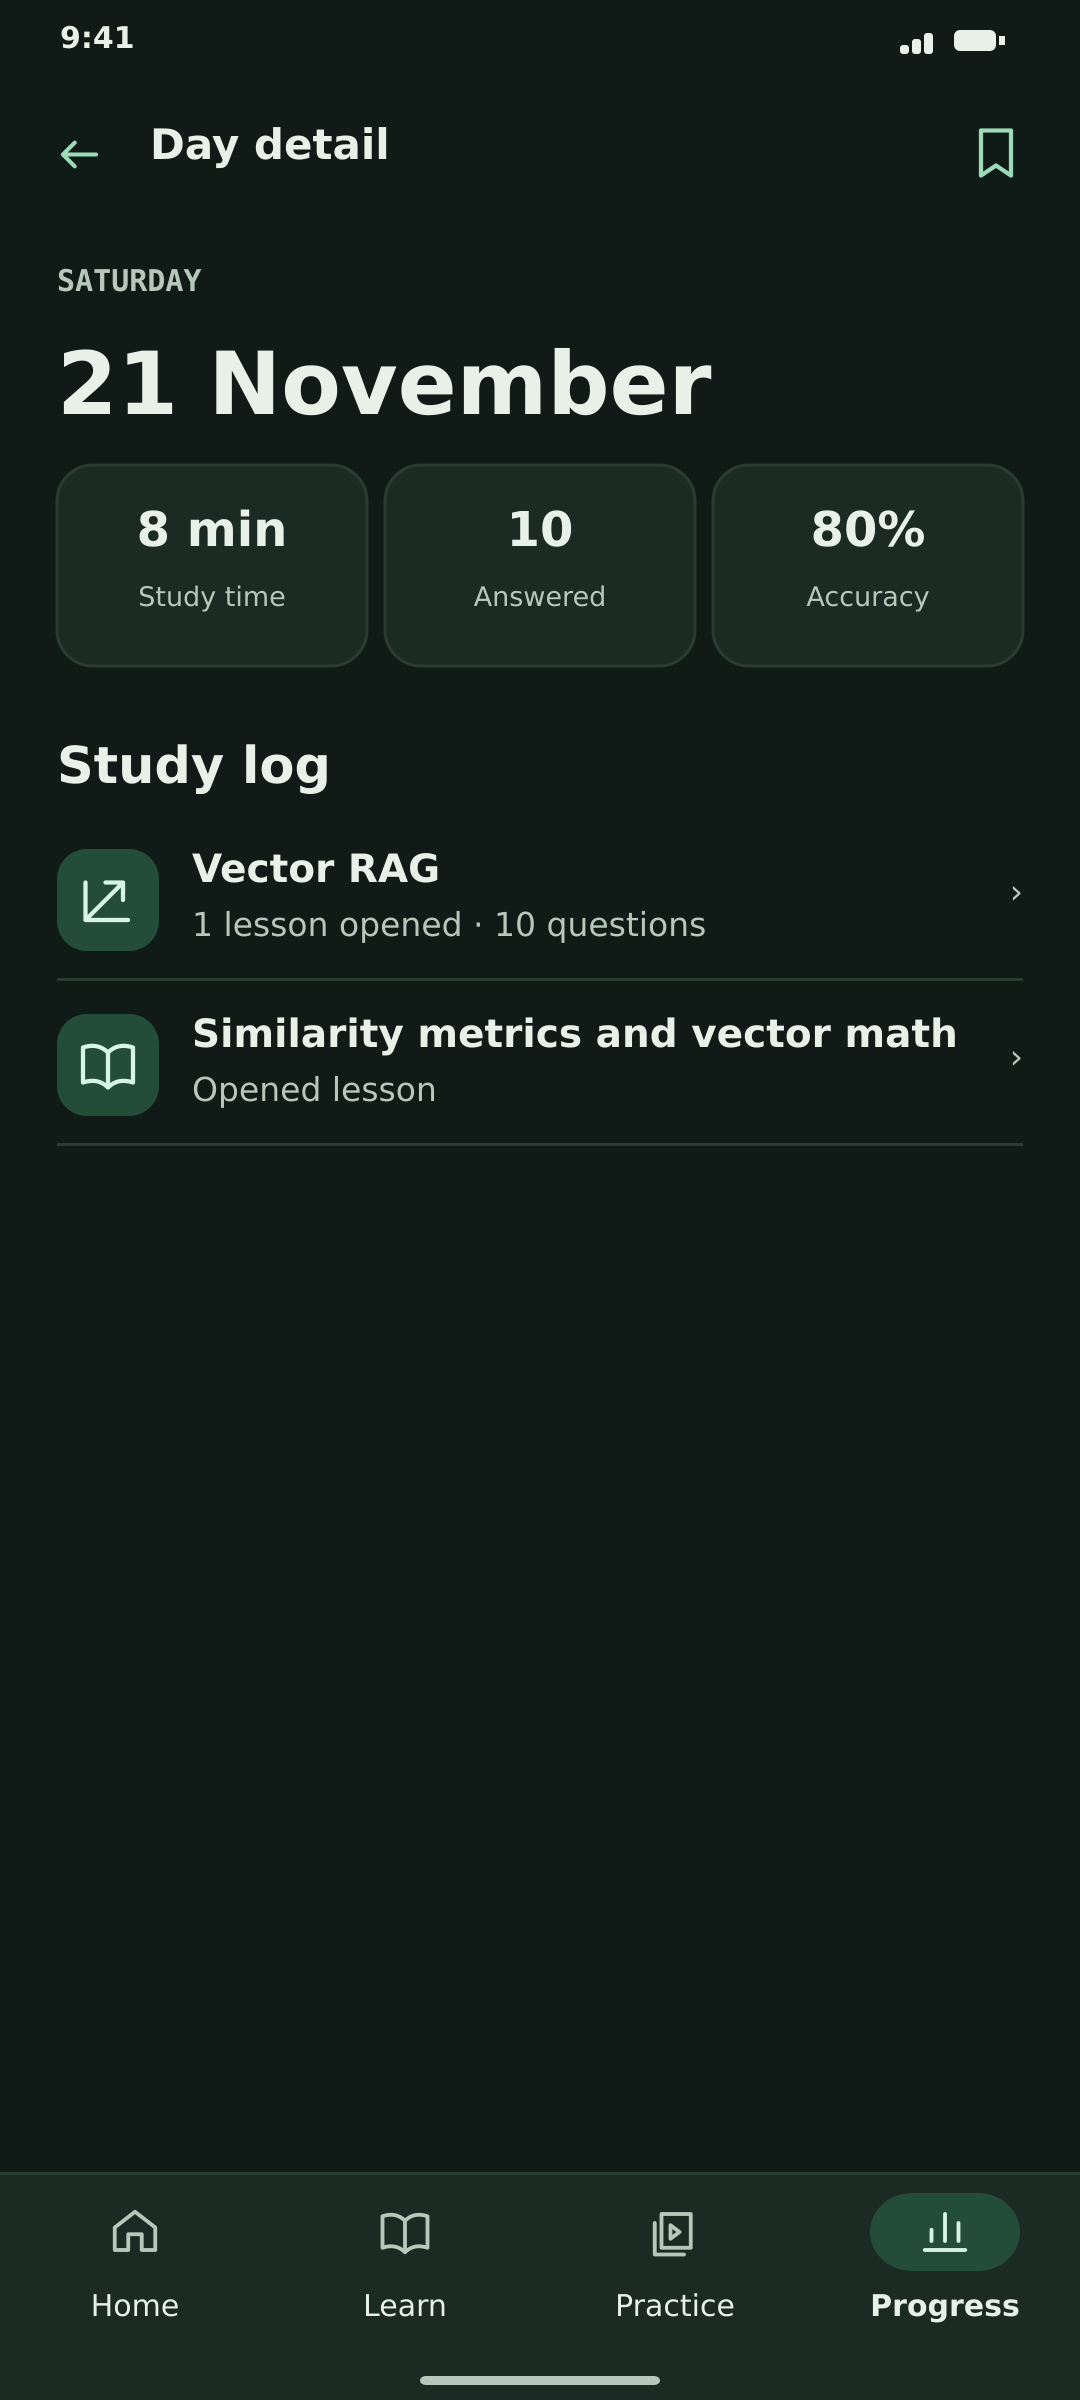 9:41
Day detail
SATURDAY
21 November
8 min
Study time
10
Answered
80%
Accuracy
Study log
Vector RAG
1 lesson opened · 10 questions
Similarity metrics and vector math
Opened lesson
Home
Learn
Practice
Progress